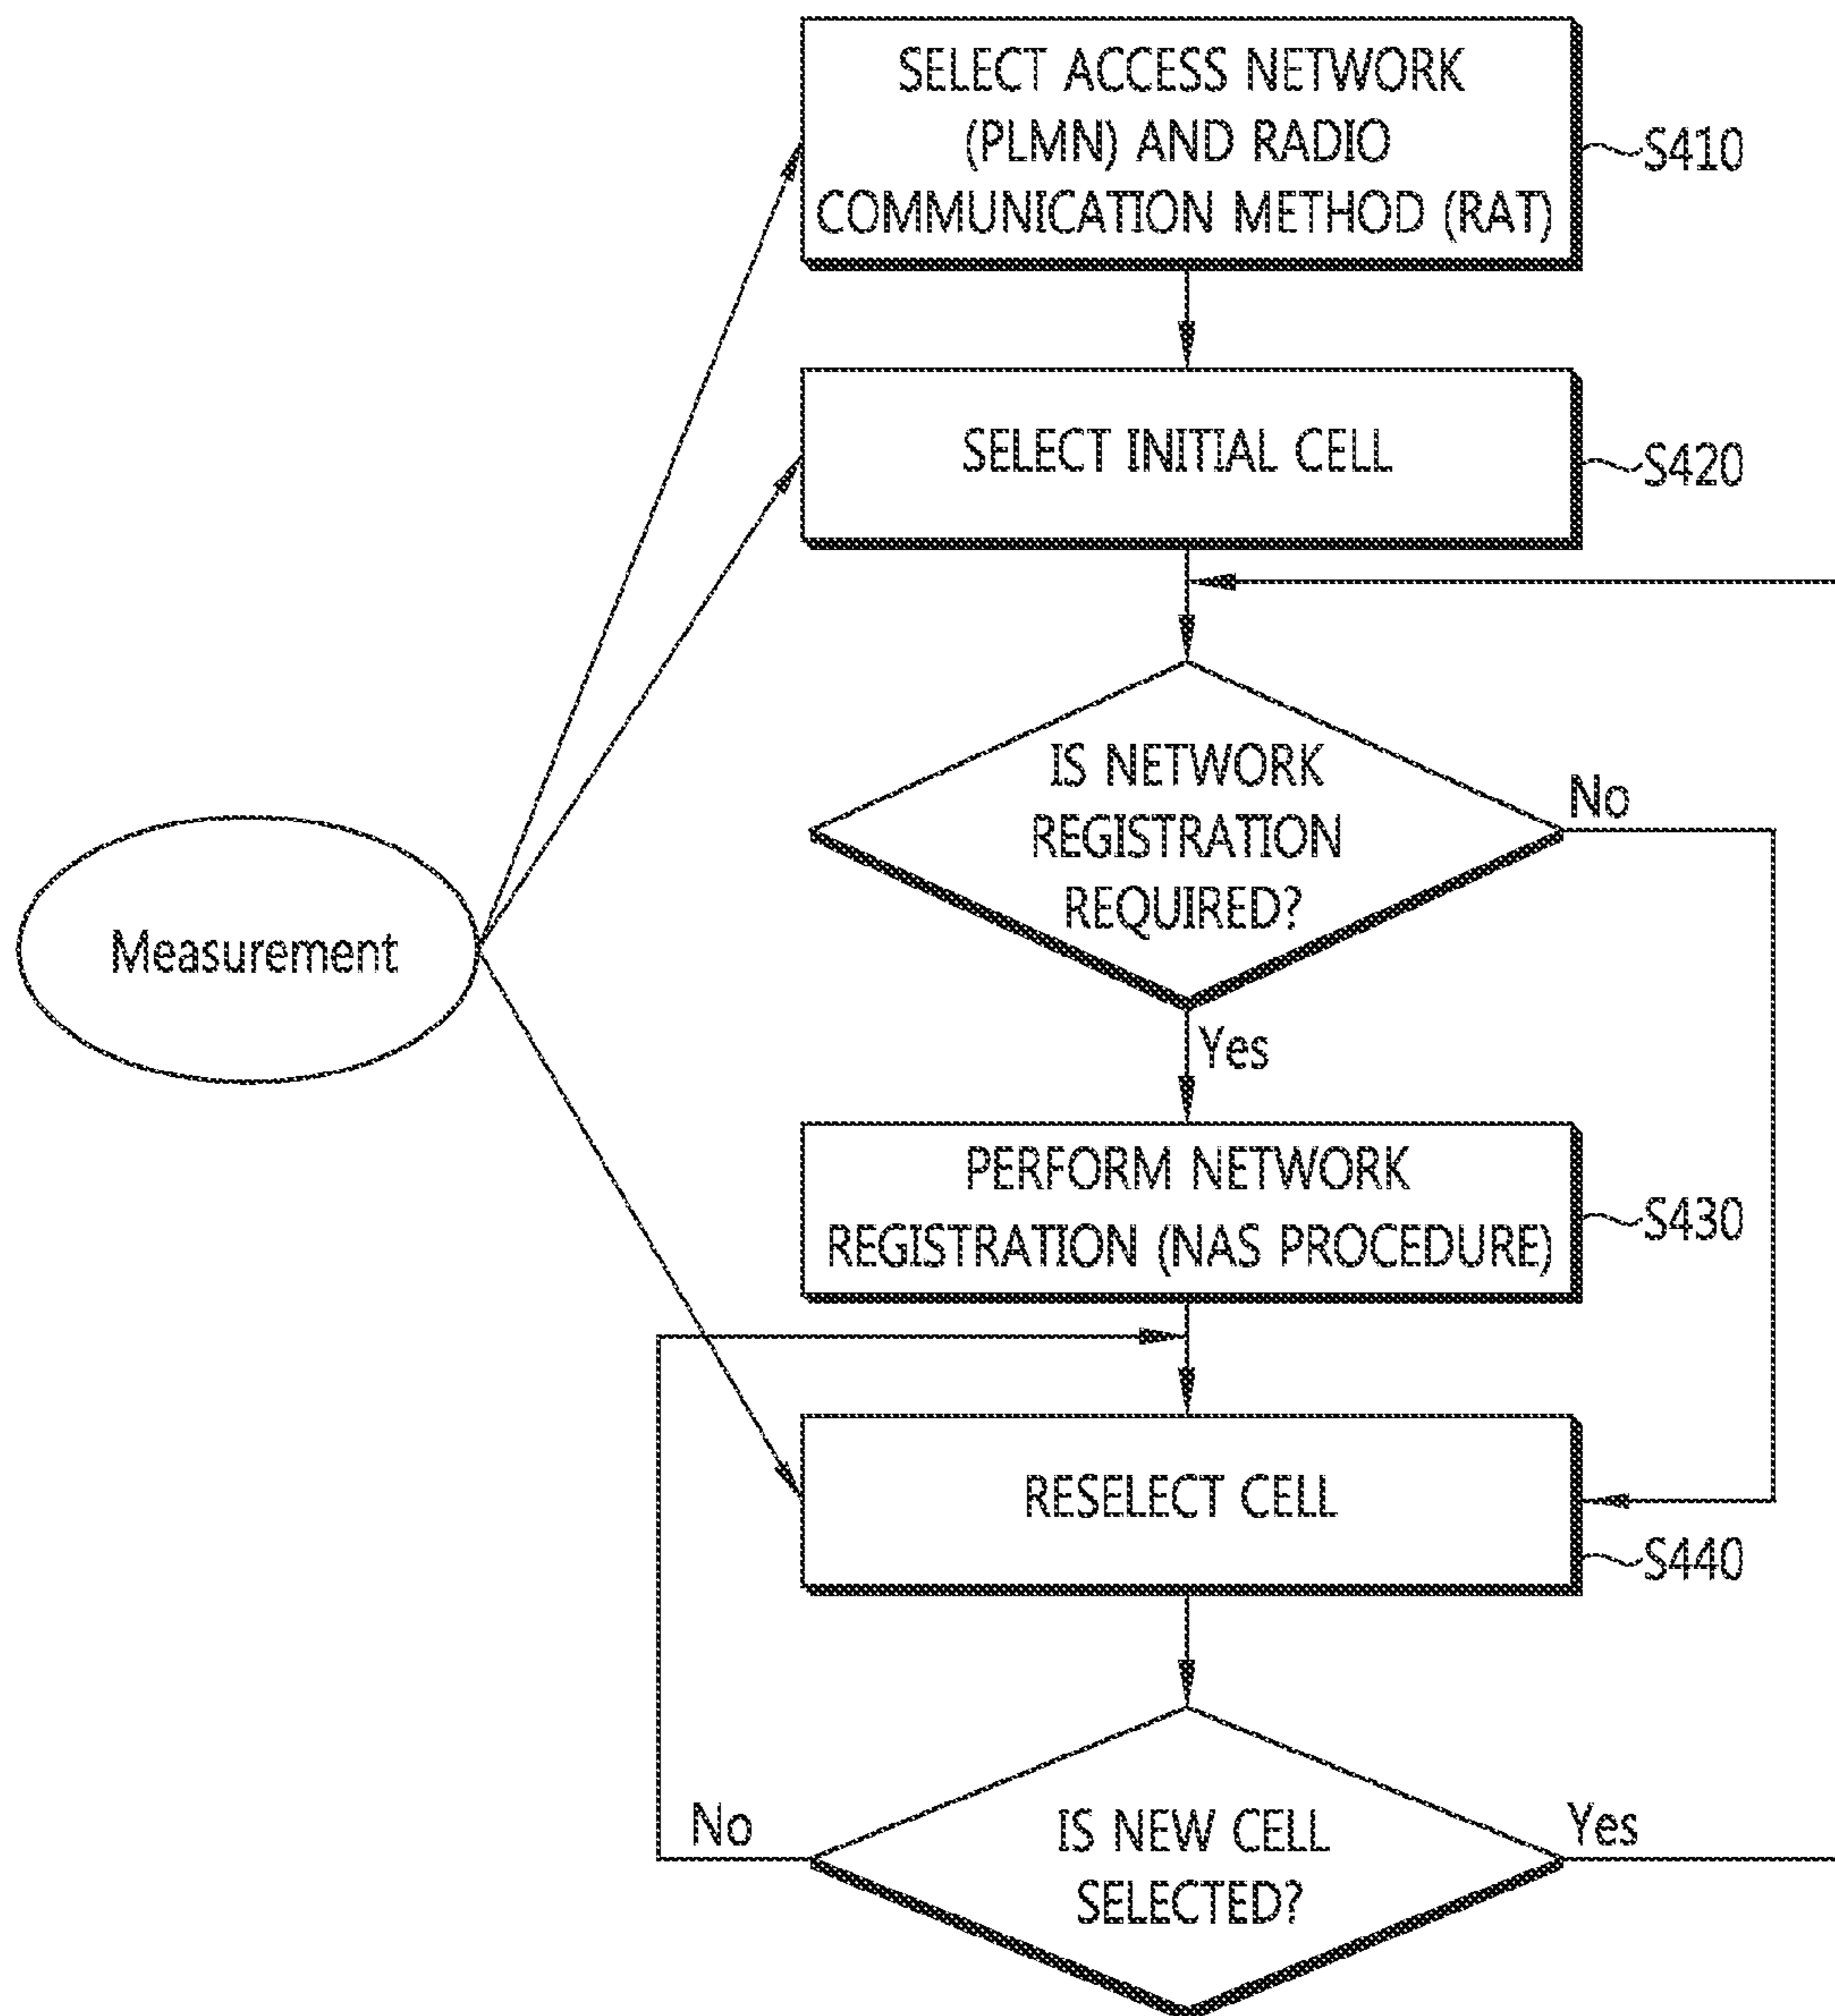 SELECT ACCESS NETWORK
(PLMN) AND RADIO
COMMUNICATION METHOD (RAT)
S410
SELECT INITIAL CELL
S420
IS NETWORK
REGISTRATION
REQUIRED?
No
Measurement
Yes
PERFORM NETWORK
REGISTRATION (NAS PROCEDURE)
S430
RESELECT CELL
S440
No
IS NEW CELL
SELECTED?
Yes